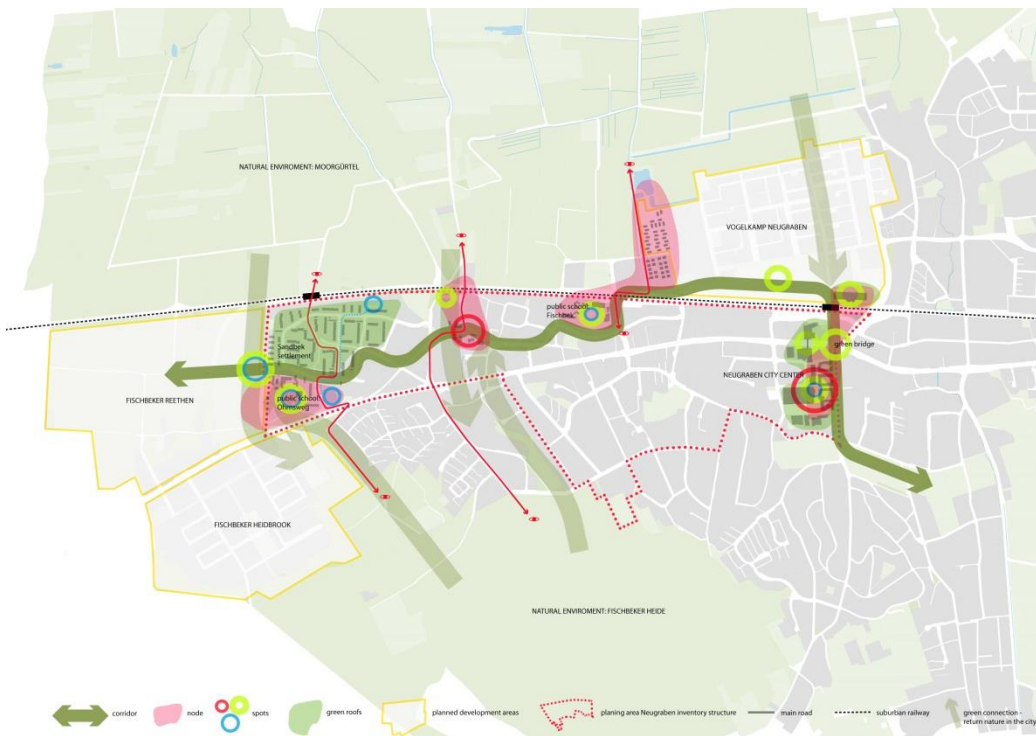 NATURAL ENVIROMENT: MOORGÜRTEL
VOGELKAMP NEUGRABEN
public school
Fischbek
Sandbek
settlement
green bridge
NEUGRABEN CITY CENTER
FISCHBEKER REETHEN
public school
Ohrnsweg
FISCHBEKER HEIDBROOK
NATURAL ENVIROMENT: FISCHBEKER HEIDE
corridor
node
spots
green roofs
planned development areas
planing area Neugraben inventory structure
main road
suburban railway
green connection -
return nature in the city